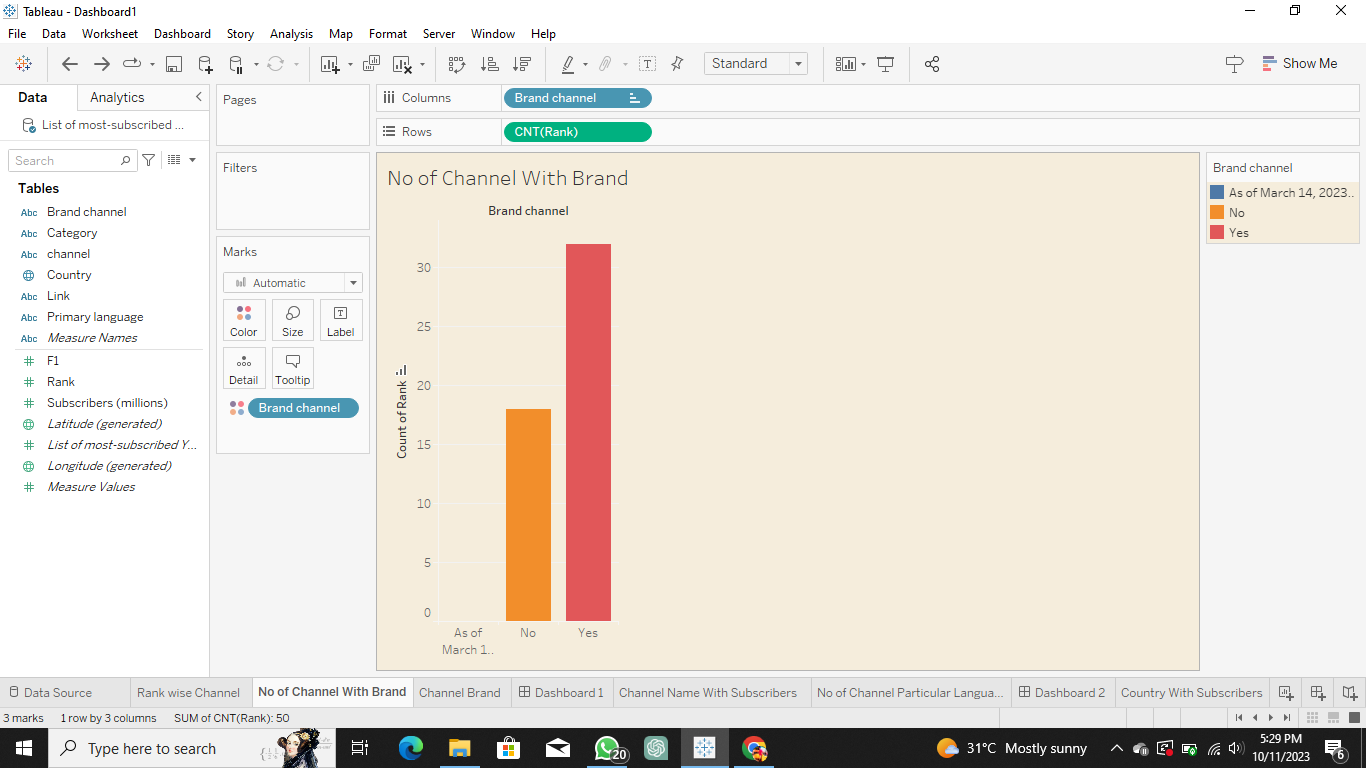 Tableau - Dashboard1
File Data Worksheet Dashboard Story Analysis Map Format Server Window Help
Standard
Show Me
Data Analytics
List of most-subscribed ...
Search
Tables
Abc Brand channel
Abc Category
Abc channel
Country
Abc Link
Abc Primary language
Abc Measure Names
F1
Rank
Subscribers (millions)
Latitude (generated)
List of most-subscribed Y...
Longitude (generated)
Measure Values
Pages
Filters
Marks
Automatic
Color Size Label
Detail Tooltip
Brand channel
Columns Brand channel
Rows CNT(Rank)
No of Channel With Brand
Brand channel
30
25
20
15
10
5
0
Count of Rank
As of No Yes
March 1..
Brand channel
As of March 14, 2023..
No
Yes
Data Source Rank wise Channel No of Channel With Brand Channel Brand Dashboard 1 Channel Name With Subscribers No of Channel Particular Langua... Dashboard 2 Country With Subscribers
3 marks 1 row by 3 columns SUM of CNT(Rank): 50
Type here to search 20 31°C Mostly sunny 5:29 PM
10/11/2023 6